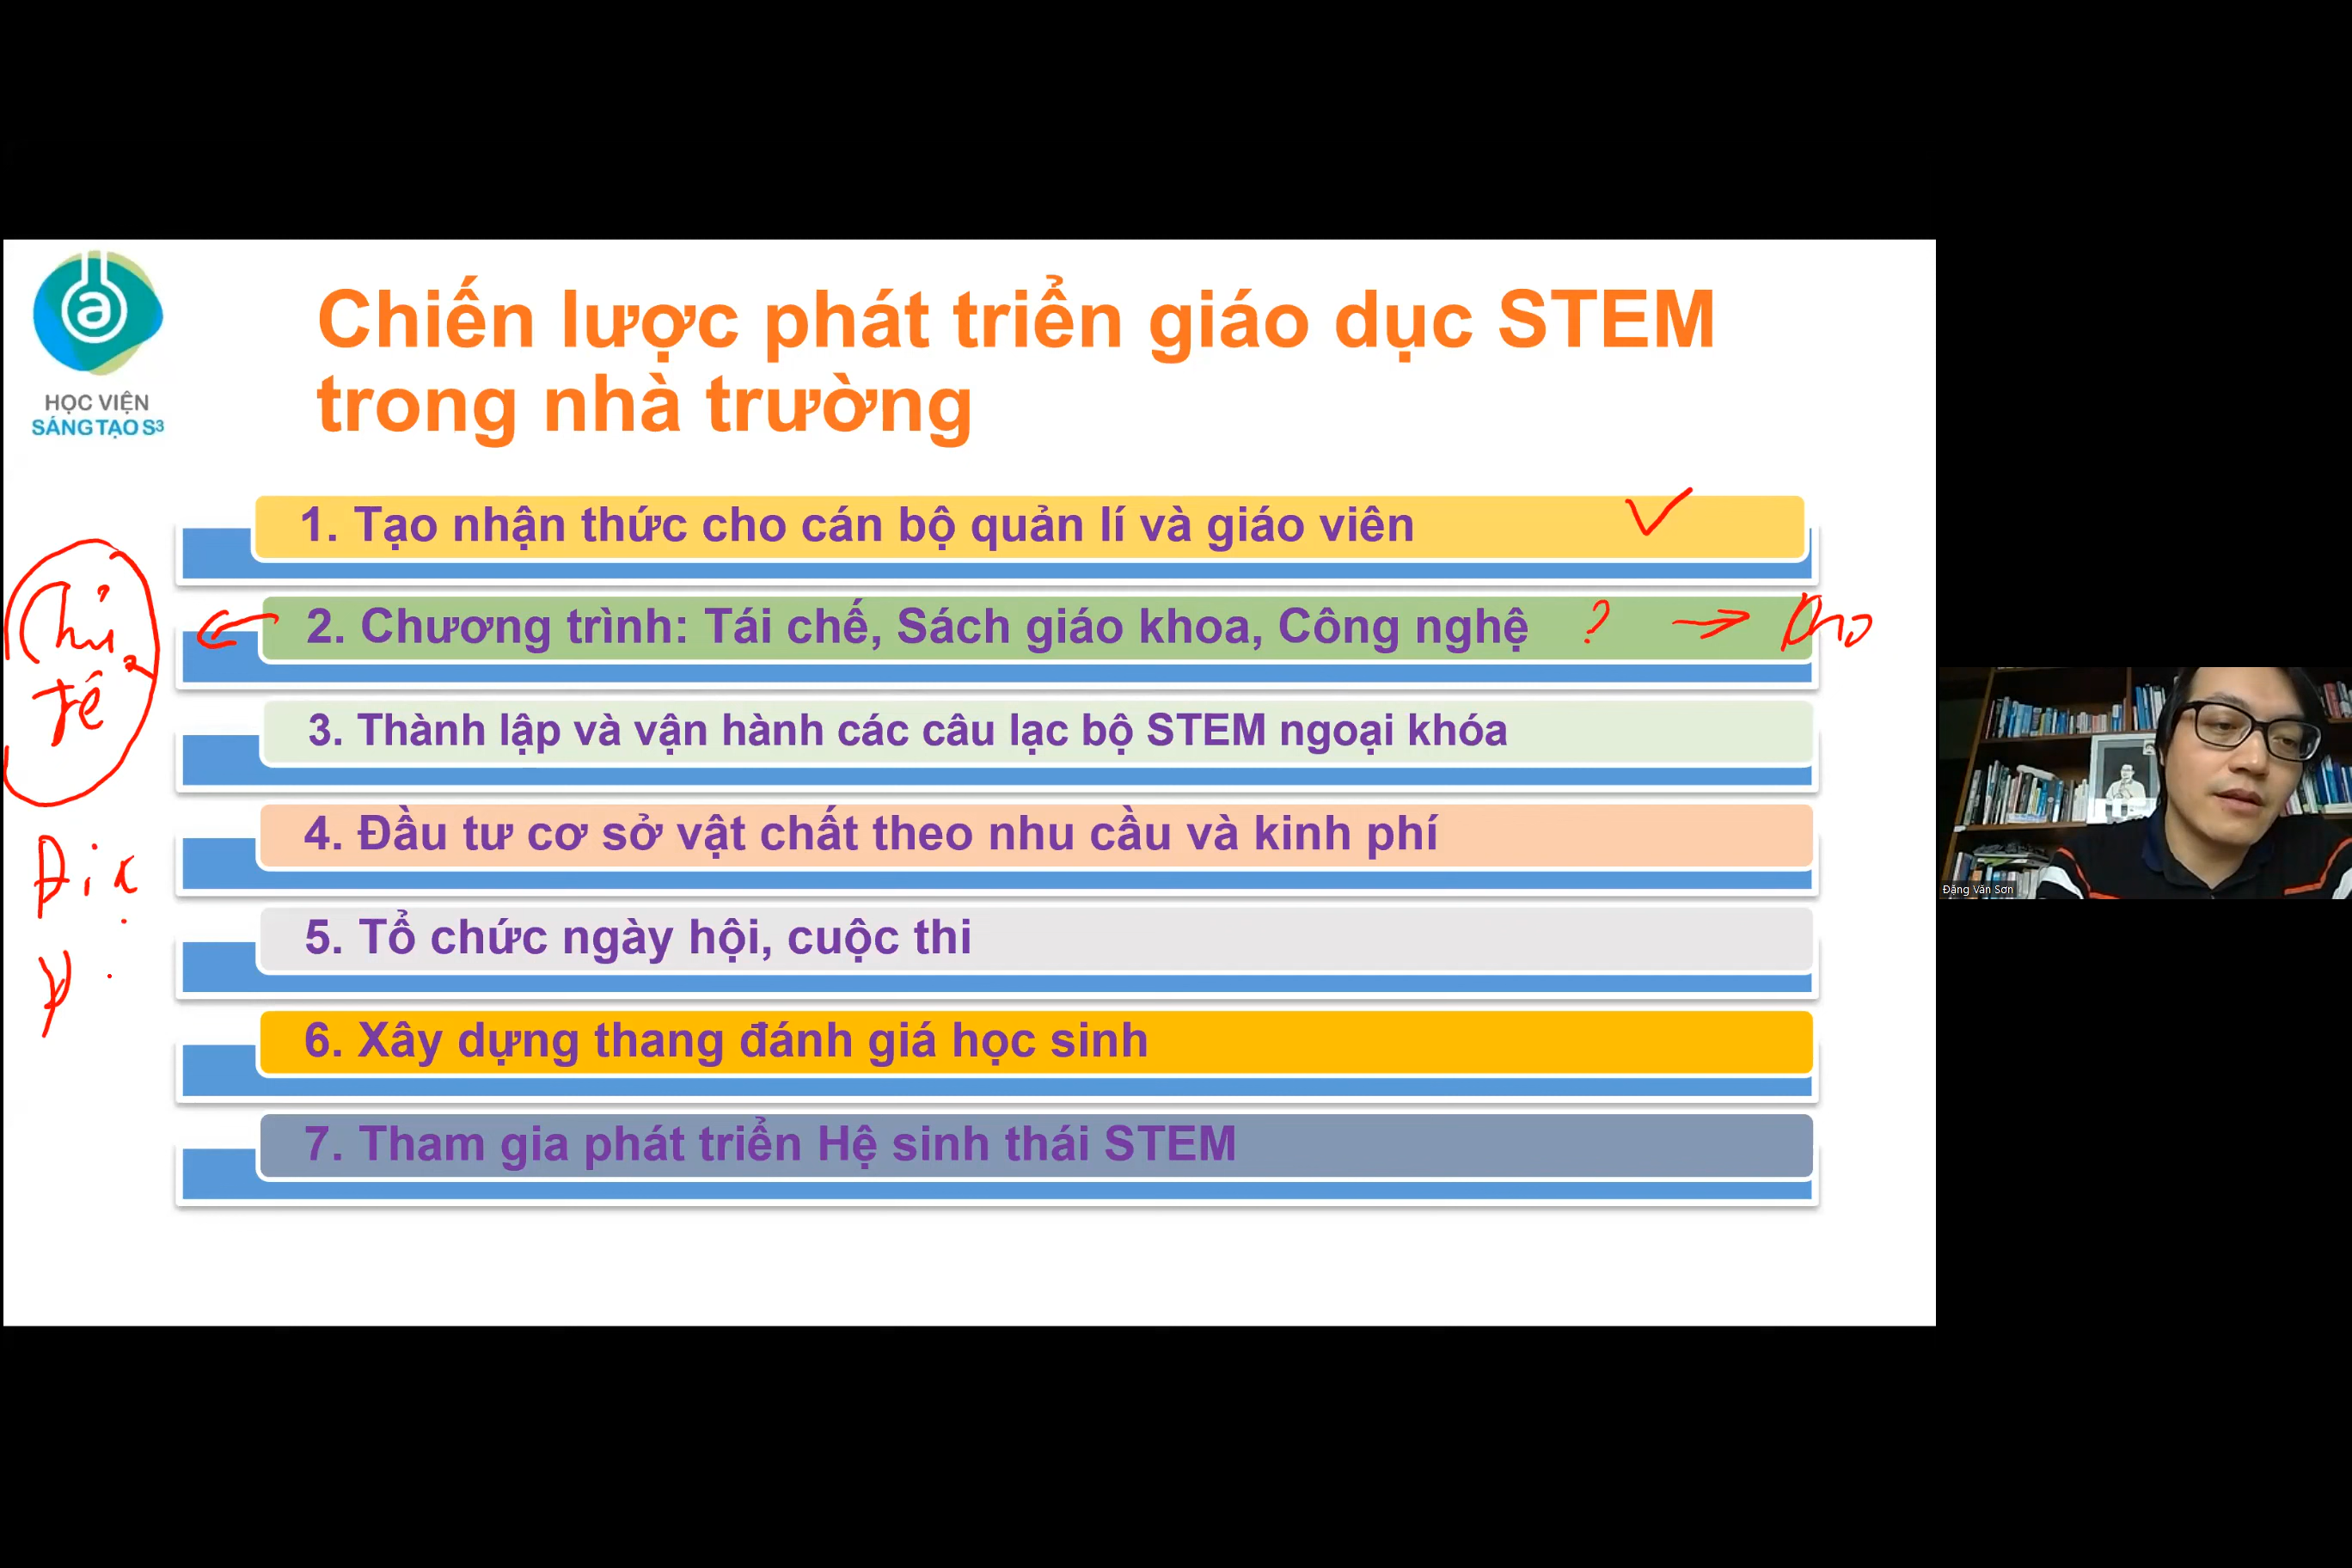 HỌC VIỆN
SÁNG TẠO S3
Chiến lược phát triển giáo dục STEM
trong nhà trường
1. Tạo nhận thức cho cán bộ quản lí và giáo viên
2. Chương trình: Tái chế, Sách giáo khoa, Công nghệ ?
3. Thành lập và vận hành các câu lạc bộ STEM ngoại khóa
4. Đầu tư cơ sở vật chất theo nhu cầu và kinh phí
5. Tổ chức ngày hội, cuộc thi
6. Xây dựng thang đánh giá học sinh
7. Tham gia phát triển Hệ sinh thái STEM
Đặng Văn Sơn